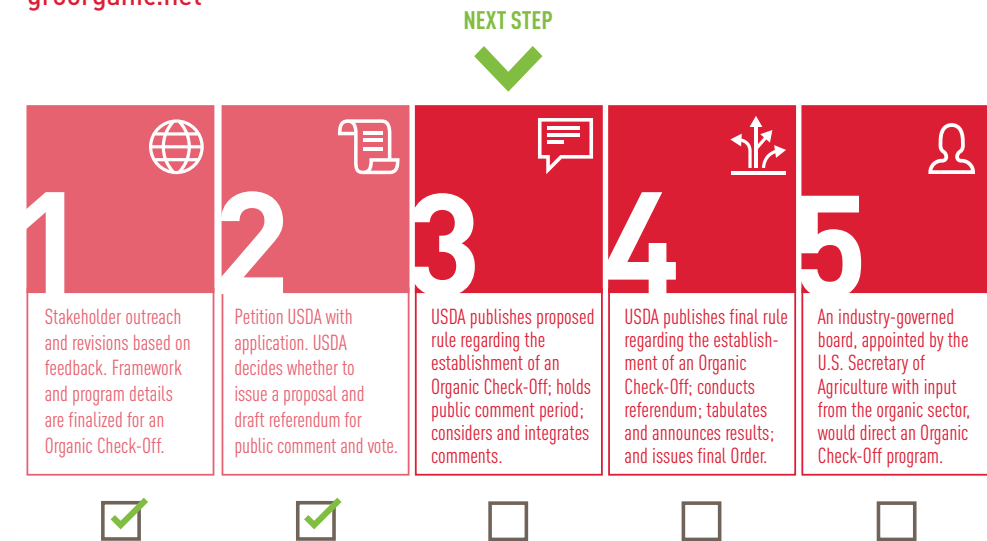 groorganic.net
NEXT STEP
1
2
3
4
5
Stakeholder outreach
and revisions based on
feedback. Framework
and program details
are finalized for an
Organic Check-Off.
Petition USDA with
application. USDA
decides whether to
issue a proposal and
draft referendum for
public comment and vote.
USDA publishes proposed
rule regarding the
establishment of an
Organic Check-Off; holds
public comment period;
considers and integrates
comments.
USDA publishes final rule
regarding the establish-
ment of an Organic
Check-Off; conducts
referendum; tabulates
and announces results;
and issues final Order.
An industry-governed
board, appointed by the
U.S. Secretary of
Agriculture with input
from the organic sector,
would direct an Organic
Check-Off program.